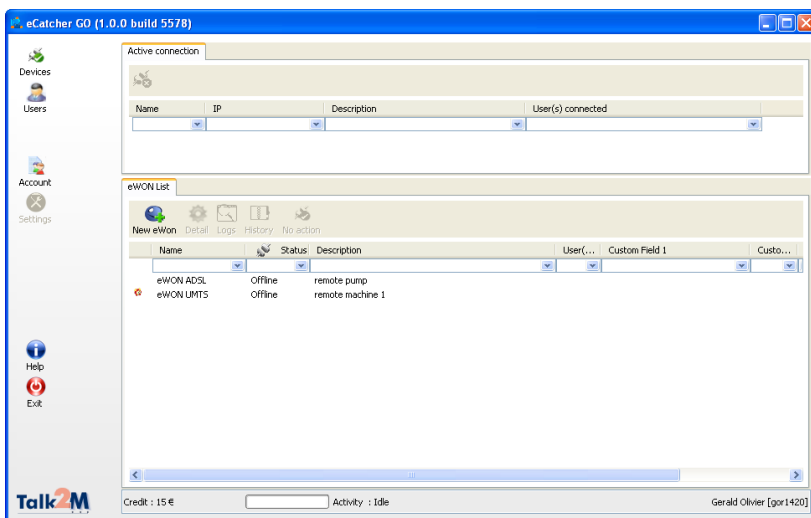 eCatcher GO (1.0.0 build 5578)
Active connection
Devices
Users
Name IP Description User(s) connected
Account
Settings
eWON List
New eWon Detail Logs History No action
Name Status Description User(... Custom Field 1 Custo...
eWON ADSL Offline remote pump
eWON UMTS Offline remote machine 1
Help
Exit
Talk2M
Credit : 15 € Activity : Idle Gerald Olivier [gor1420]